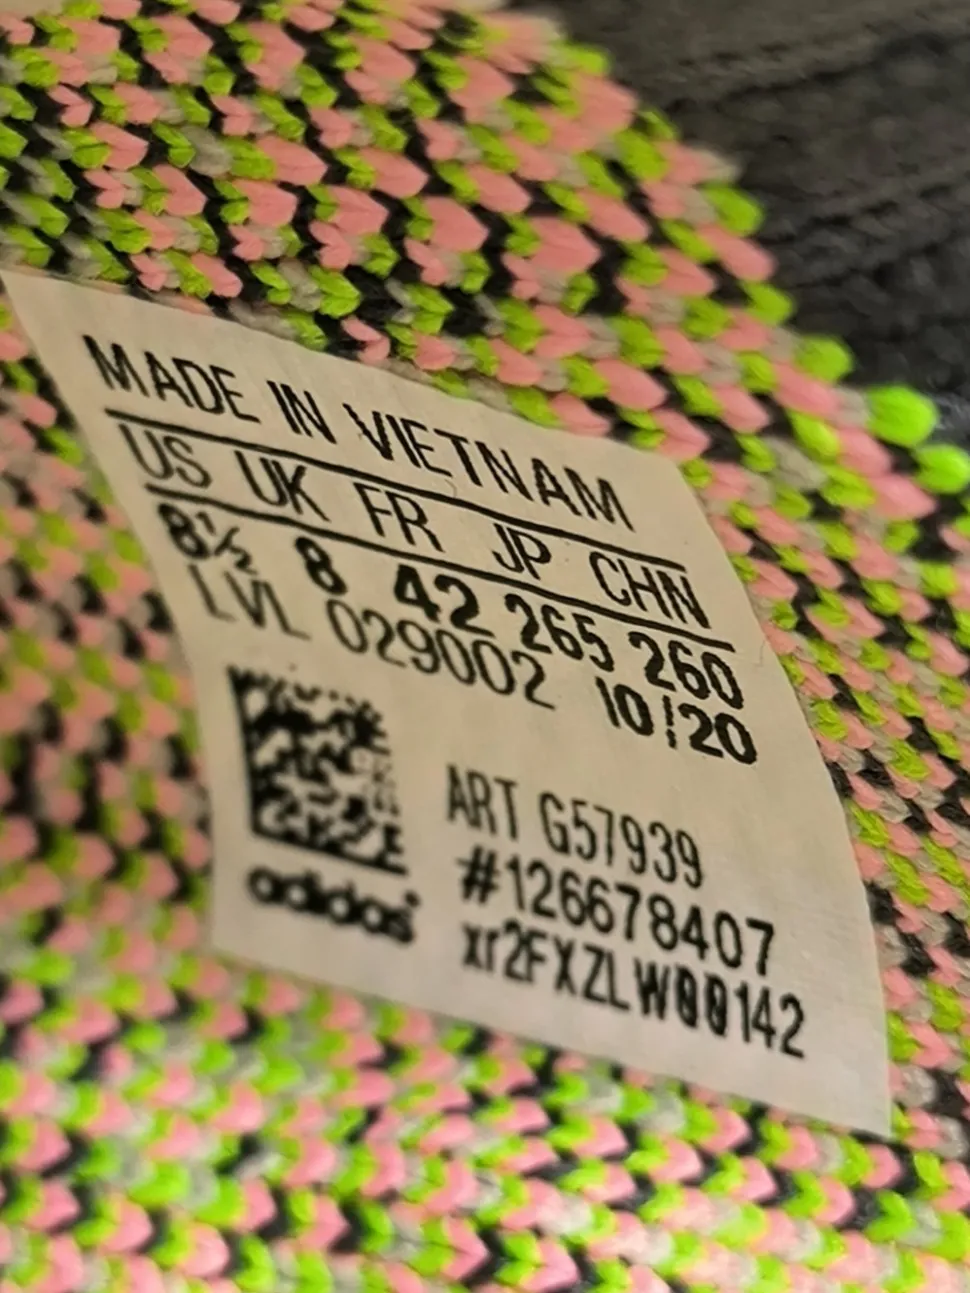 MADE IN VIETNAM
US UK FR JP CHN
8½ 8 42 265 260
LVL 029002 10!20
ART G57939
#126678407
xr2FXZLW00142
adidas